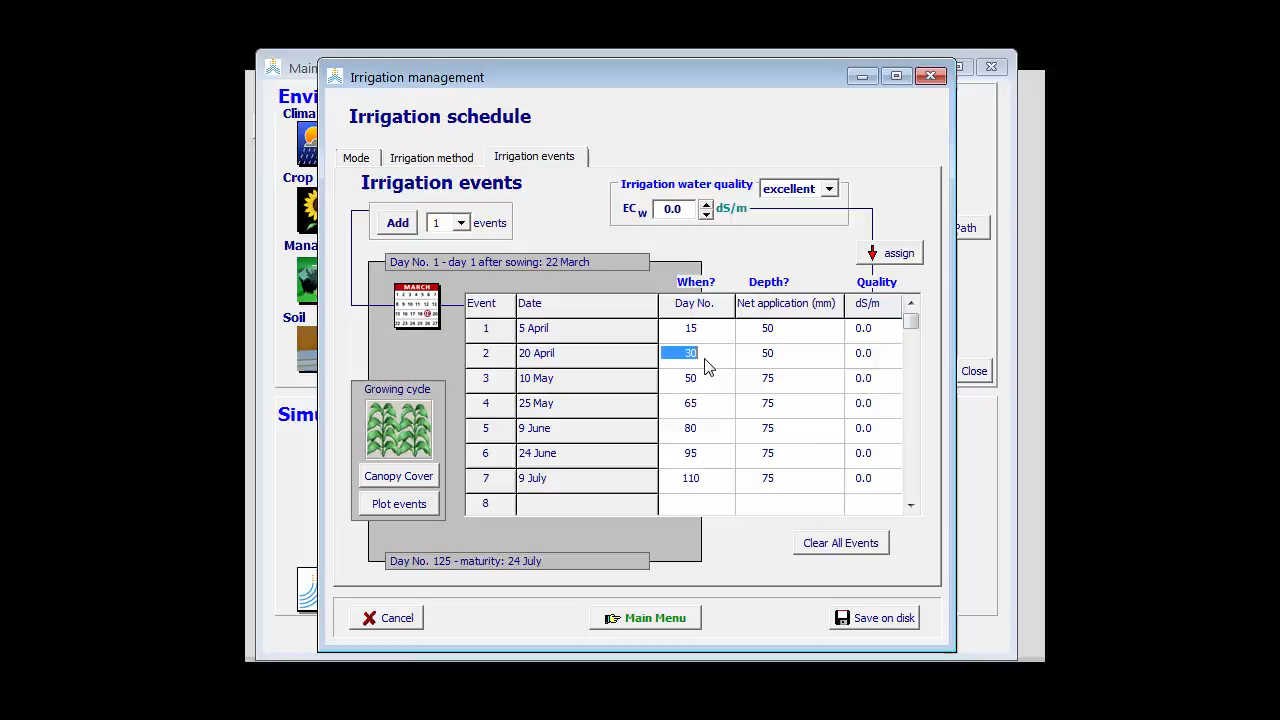 Main
Irrigation management
Envi
Clima
Crop
Mana
Soil
Simu
Path
Close
Irrigation schedule
Mode
Irrigation method
Irrigation events
Irrigation events
Irrigation water quality
excellent
ECw
0.0
dS/m
Add
1
events
assign
Day No. 1 - day 1 after sowing: 22 March
MARCH
When?
Depth?
Quality
Event Date Day No. Net application (mm) dS/m
1 5 April 15 50 0.0
2 20 April 30 50 0.0
3 10 May 50 75 0.0
4 25 May 65 75 0.0
5 9 June 80 75 0.0
6 24 June 95 75 0.0
7 9 July 110 75 0.0
8
Growing cycle
Canopy Cover
Plot events
Clear All Events
Day No. 125 - maturity: 24 July
Cancel
Main Menu
Save on disk